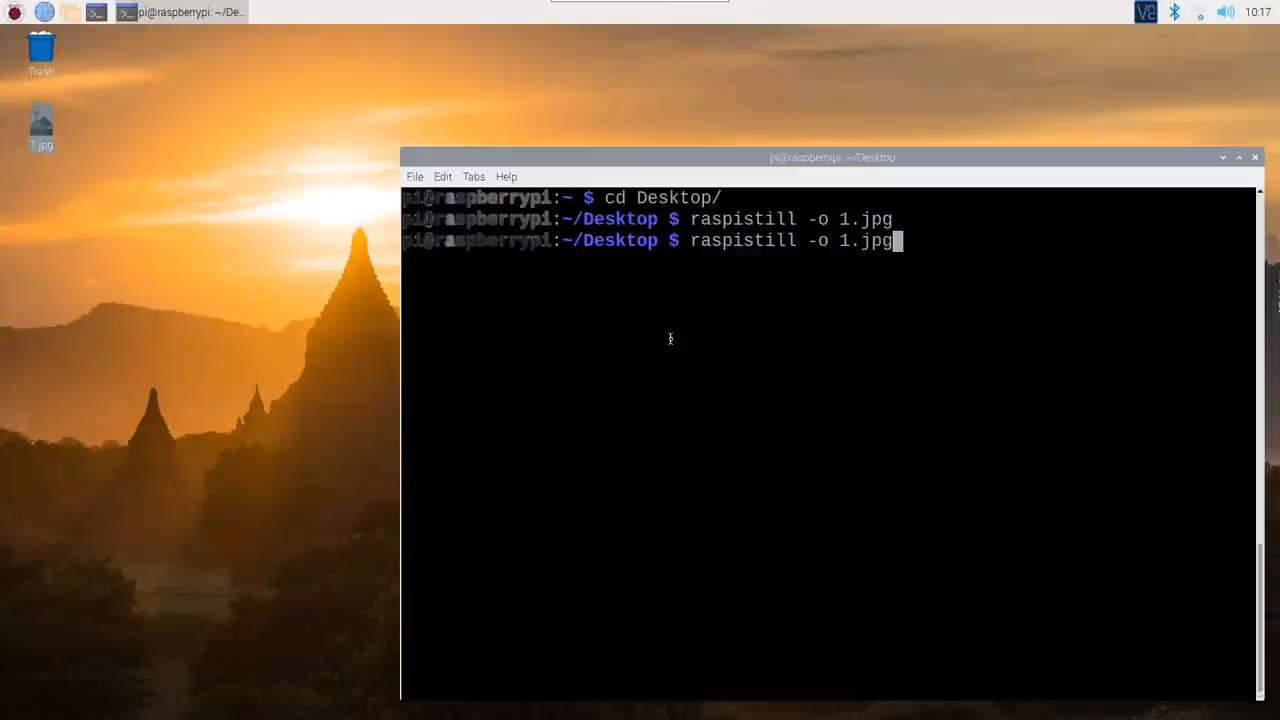 pi@raspberrypi: ~/De...
10:17
Trash
1.jpg
pi@raspberrypi: ~/Desktop
File Edit Tabs Help
pi@raspberrypi:~ $ cd Desktop/
pi@raspberrypi:~/Desktop $ raspistill -o 1.jpg
pi@raspberrypi:~/Desktop $ raspistill -o 1.jpg